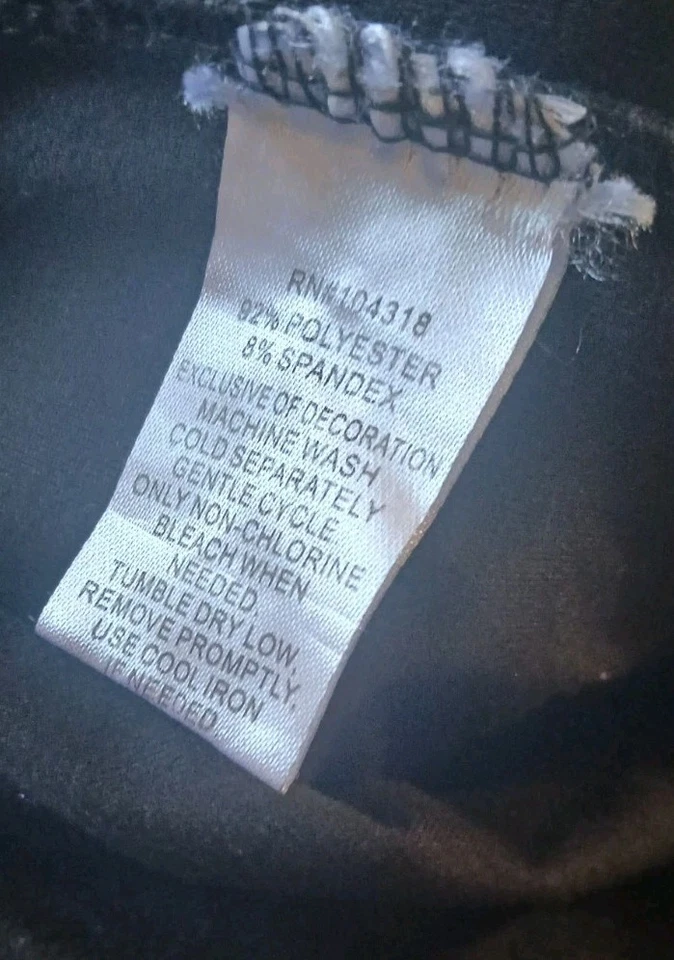 RN#104318
92% POLYESTER
8% SPANDEX
EXCLUSIVE OF DECORATION
MACHINE WASH
COLD SEPARATELY
GENTLE CYCLE
ONLY NON-CHLORINE
BLEACH WHEN
NEEDED
TUMBLE DRY LOW.
REMOVE PROMPTLY.
USE COOL IRON
IF NEEDED